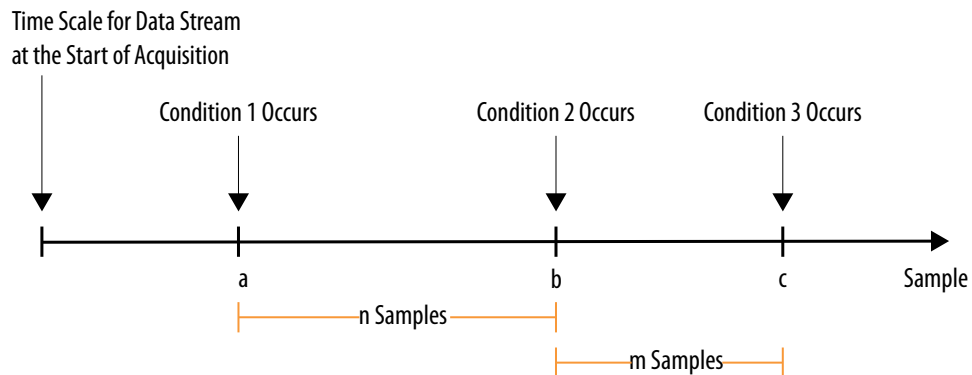 Time Scale for Data Stream
at the Start of Acquisition
Condition 1 Occurs
Condition 2 Occurs
Condition 3 Occurs
a
b
c
Sample
n Samples
m Samples